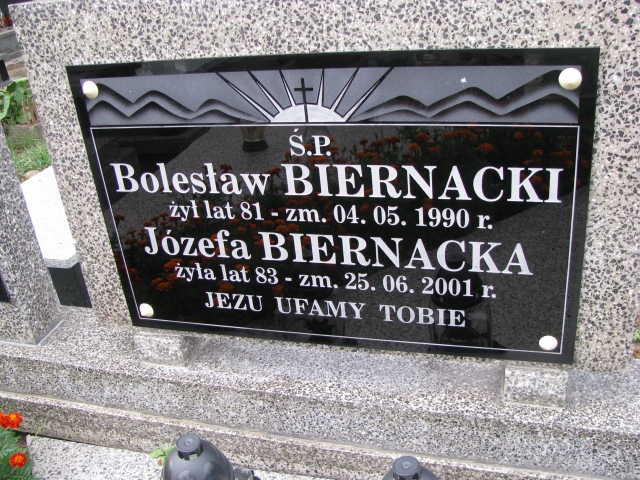 Ś.P.
Bolesław BIERNACKI
żył lat 81 - zm. 04. 05. 1990 r.
Józefa BIERNACKA
żyła lat 83 - zm. 25. 06. 2001 r.
JEZU UFAMY TOBIE